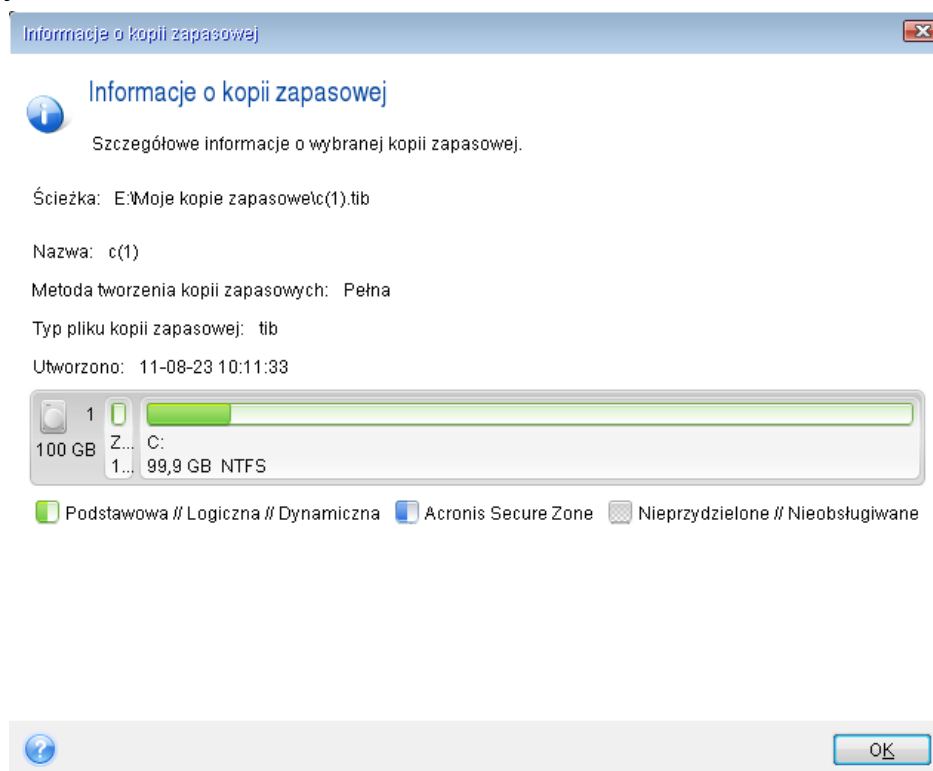 Informacje o kopii zapasowej
Informacje o kopii zapasowej
Szczegółowe informacje o wybranej kopii zapasowej.
Ścieżka: E:\Moje kopie zapasowe\c(1).tib
Nazwa: c(1)
Metoda tworzenia kopii zapasowych: Pełna
Typ pliku kopii zapasowej: tib
Utworzono: 11-08-23 10:11:33
1
100 GB
Z...
1...
C:
99,9 GB NTFS
Podstawowa // Logiczna // Dynamiczna Acronis Secure Zone Nieprzydzielone // Nieobsługiwane
? OK